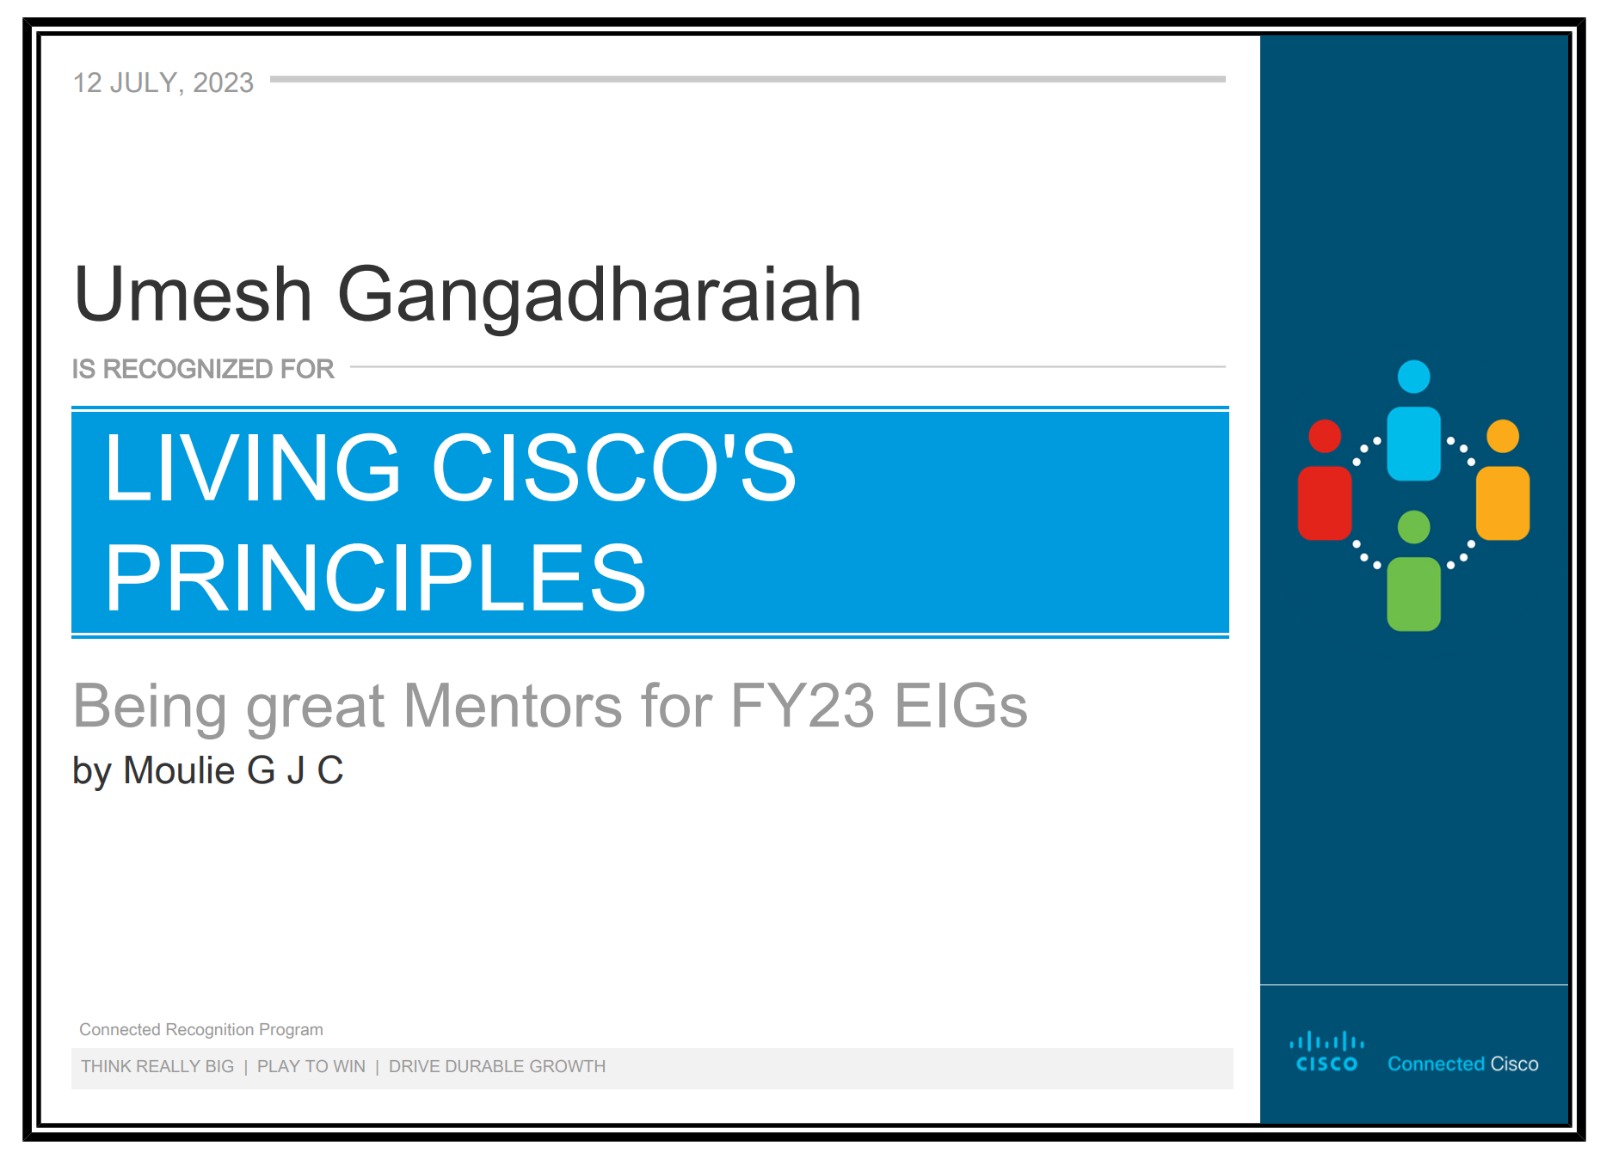 12 JULY, 2023
Umesh Gangadharaiah
IS RECOGNIZED FOR
LIVING CISCO'S
PRINCIPLES
Being great Mentors for FY23 EIGs
by Moulie G J C
Connected Recognition Program
THINK REALLY BIG | PLAY TO WIN | DRIVE DURABLE GROWTH
CISCO
Connected Cisco